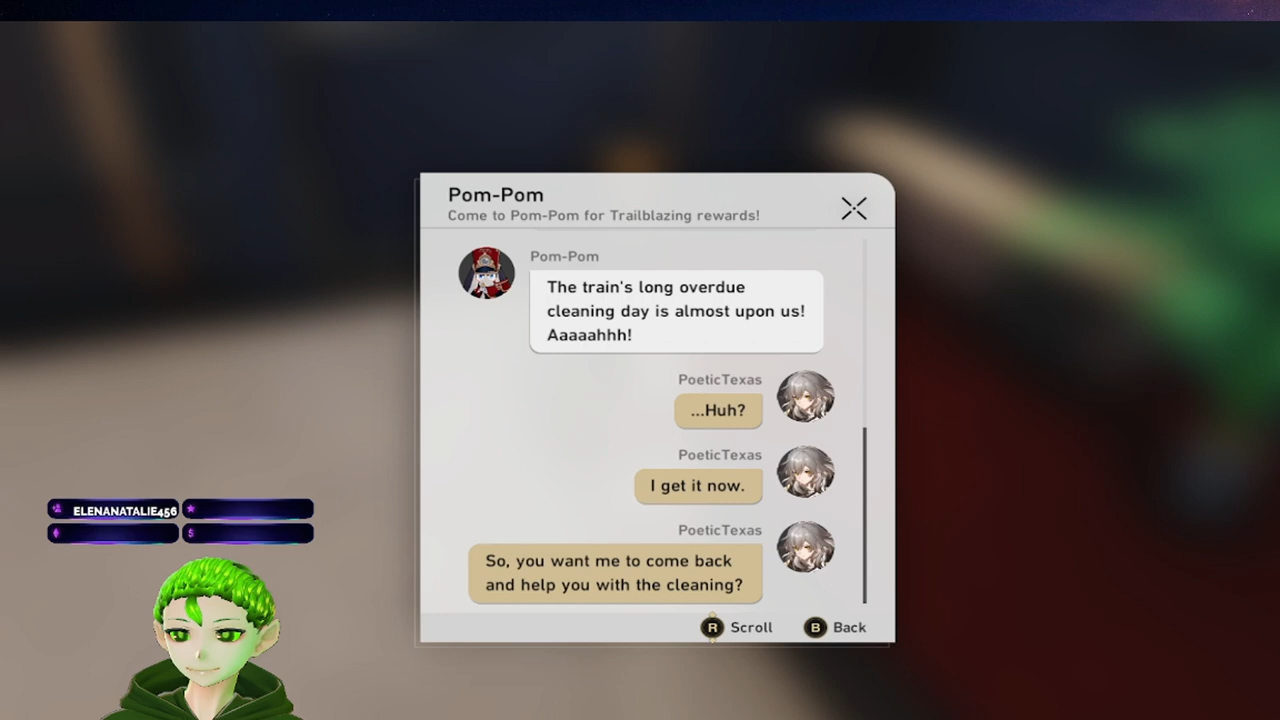 Pom-Pom
Come to Pom-Pom for Trailblazing rewards!
Pom-Pom
The train's long overdue
cleaning day is almost upon us!
Aaaaahhh!
PoeticTexas
...Huh?
PoeticTexas
I get it now.
PoeticTexas
So, you want me to come back
and help you with the cleaning?
R Scroll
B Back
ELENANATALIE456
$